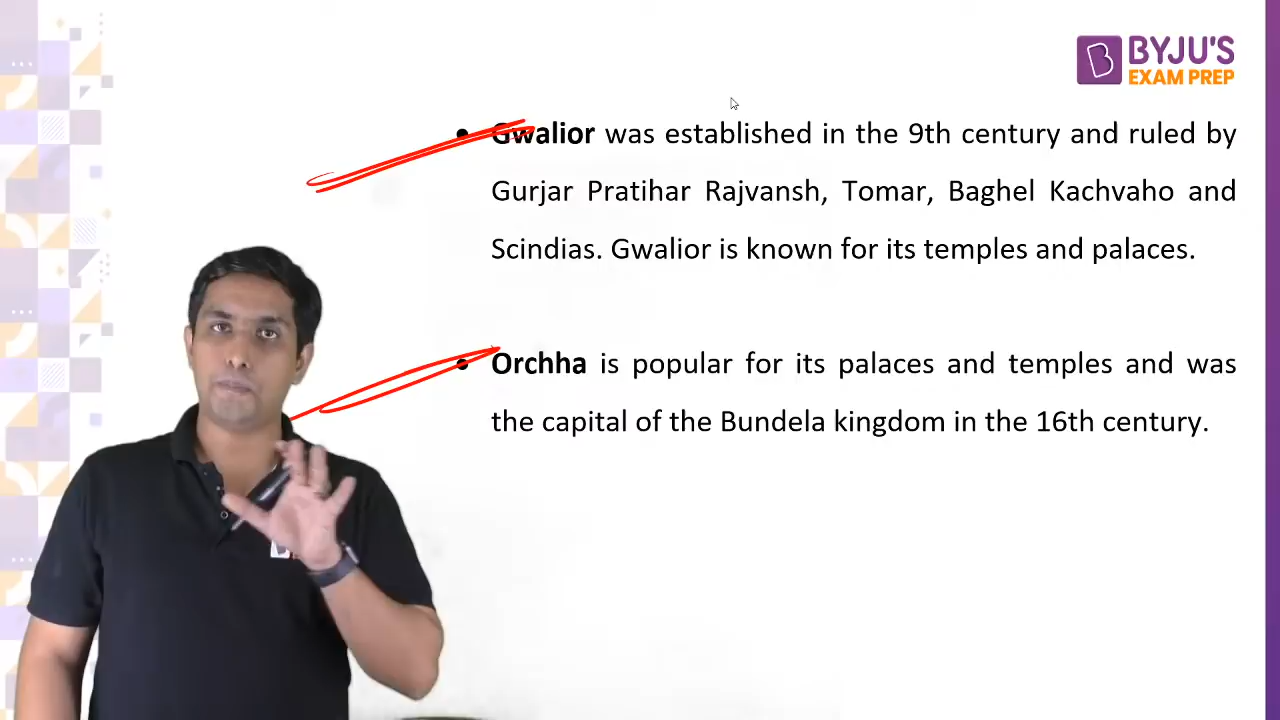 BYJU'S
EXAM PREP
• Gwalior was established in the 9th century and ruled by
Gurjar Pratihar Rajvansh, Tomar, Baghel Kachvaho and
Scindias. Gwalior is known for its temples and palaces.
• Orchha is popular for its palaces and temples and was
the capital of the Bundela kingdom in the 16th century.